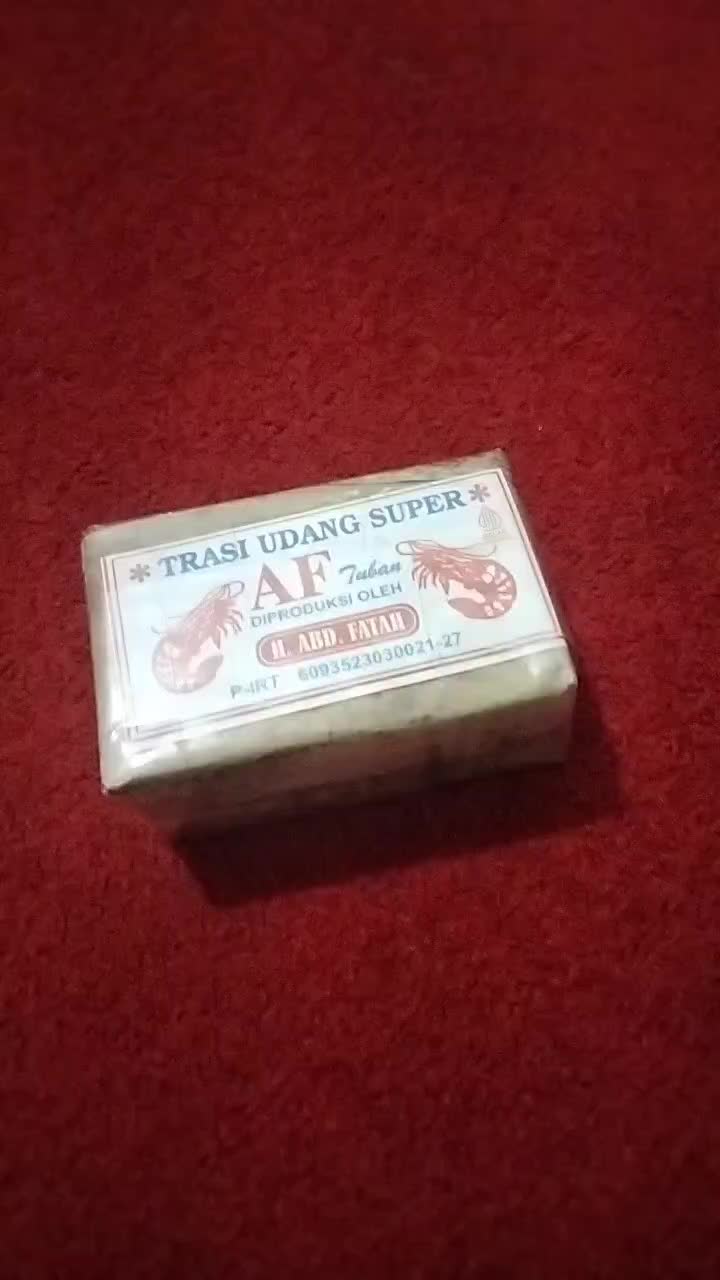 * TRASI UDANG SUPER *
AF Tuban
DIPRODUKSI OLEH
H. ABD. FATAH
P-IRT 6093523030021-27